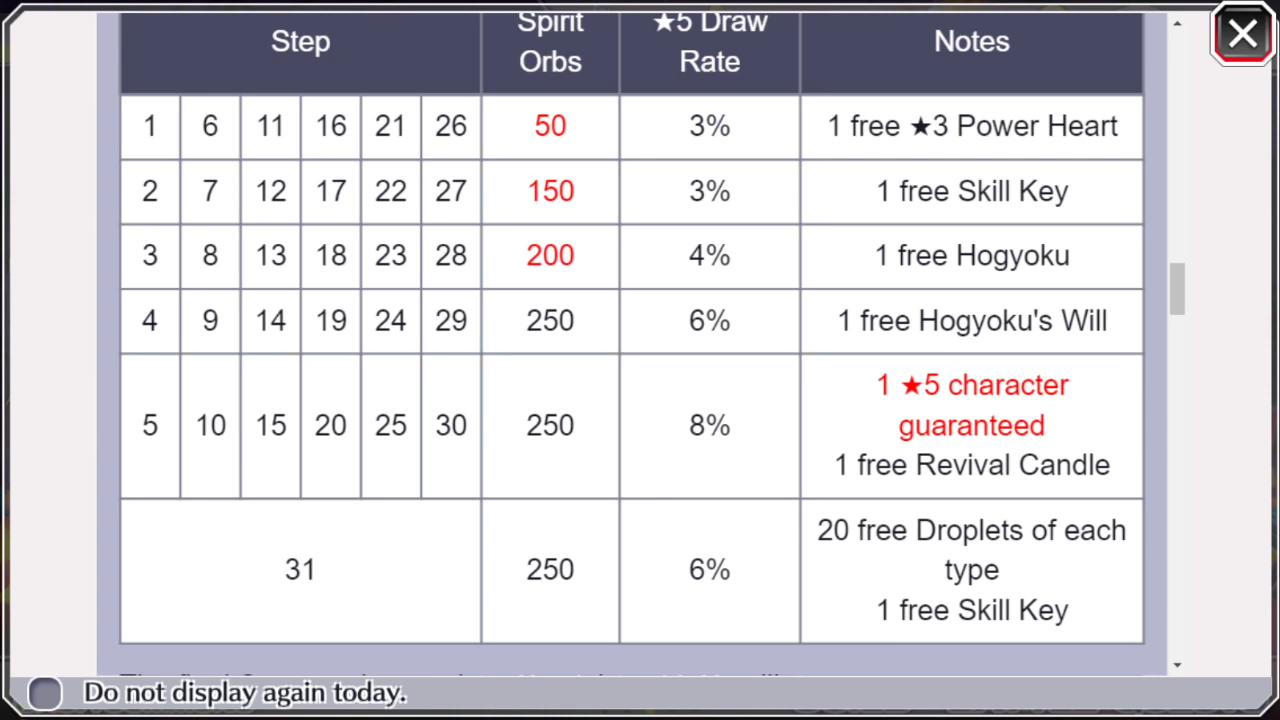 Step Spirit Orbs ★5 Draw Rate Notes
1 6 11 16 21 26 50 3% 1 free ★3 Power Heart
2 7 12 17 22 27 150 3% 1 free Skill Key
3 8 13 18 23 28 200 4% 1 free Hogyoku
4 9 14 19 24 29 250 6% 1 free Hogyoku's Will
5 10 15 20 25 30 250 8% 1 ★5 character
guaranteed
1 free Revival Candle
31 250 6% 20 free Droplets of each
type
1 free Skill Key
Do not display again today.